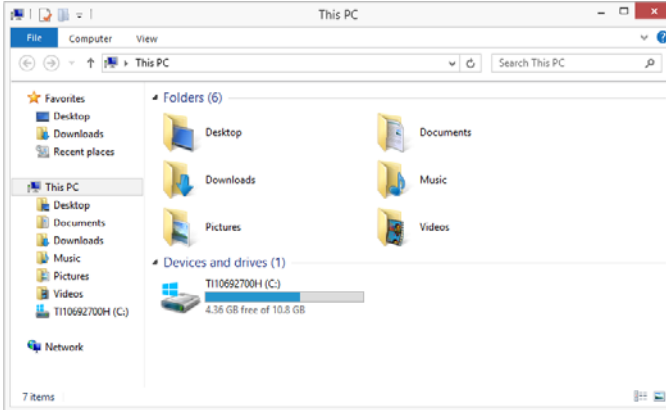 This PC
File Computer View
This PC
Search This PC
Favorites
Desktop
Downloads
Recent places
This PC
Desktop
Documents
Downloads
Music
Pictures
Videos
TI10692700H (C:)
Network
Folders (6)
Desktop
Documents
Downloads
Music
Pictures
Videos
Devices and drives (1)
TI10692700H (C:)
4.36 GB free of 10.8 GB
7 items